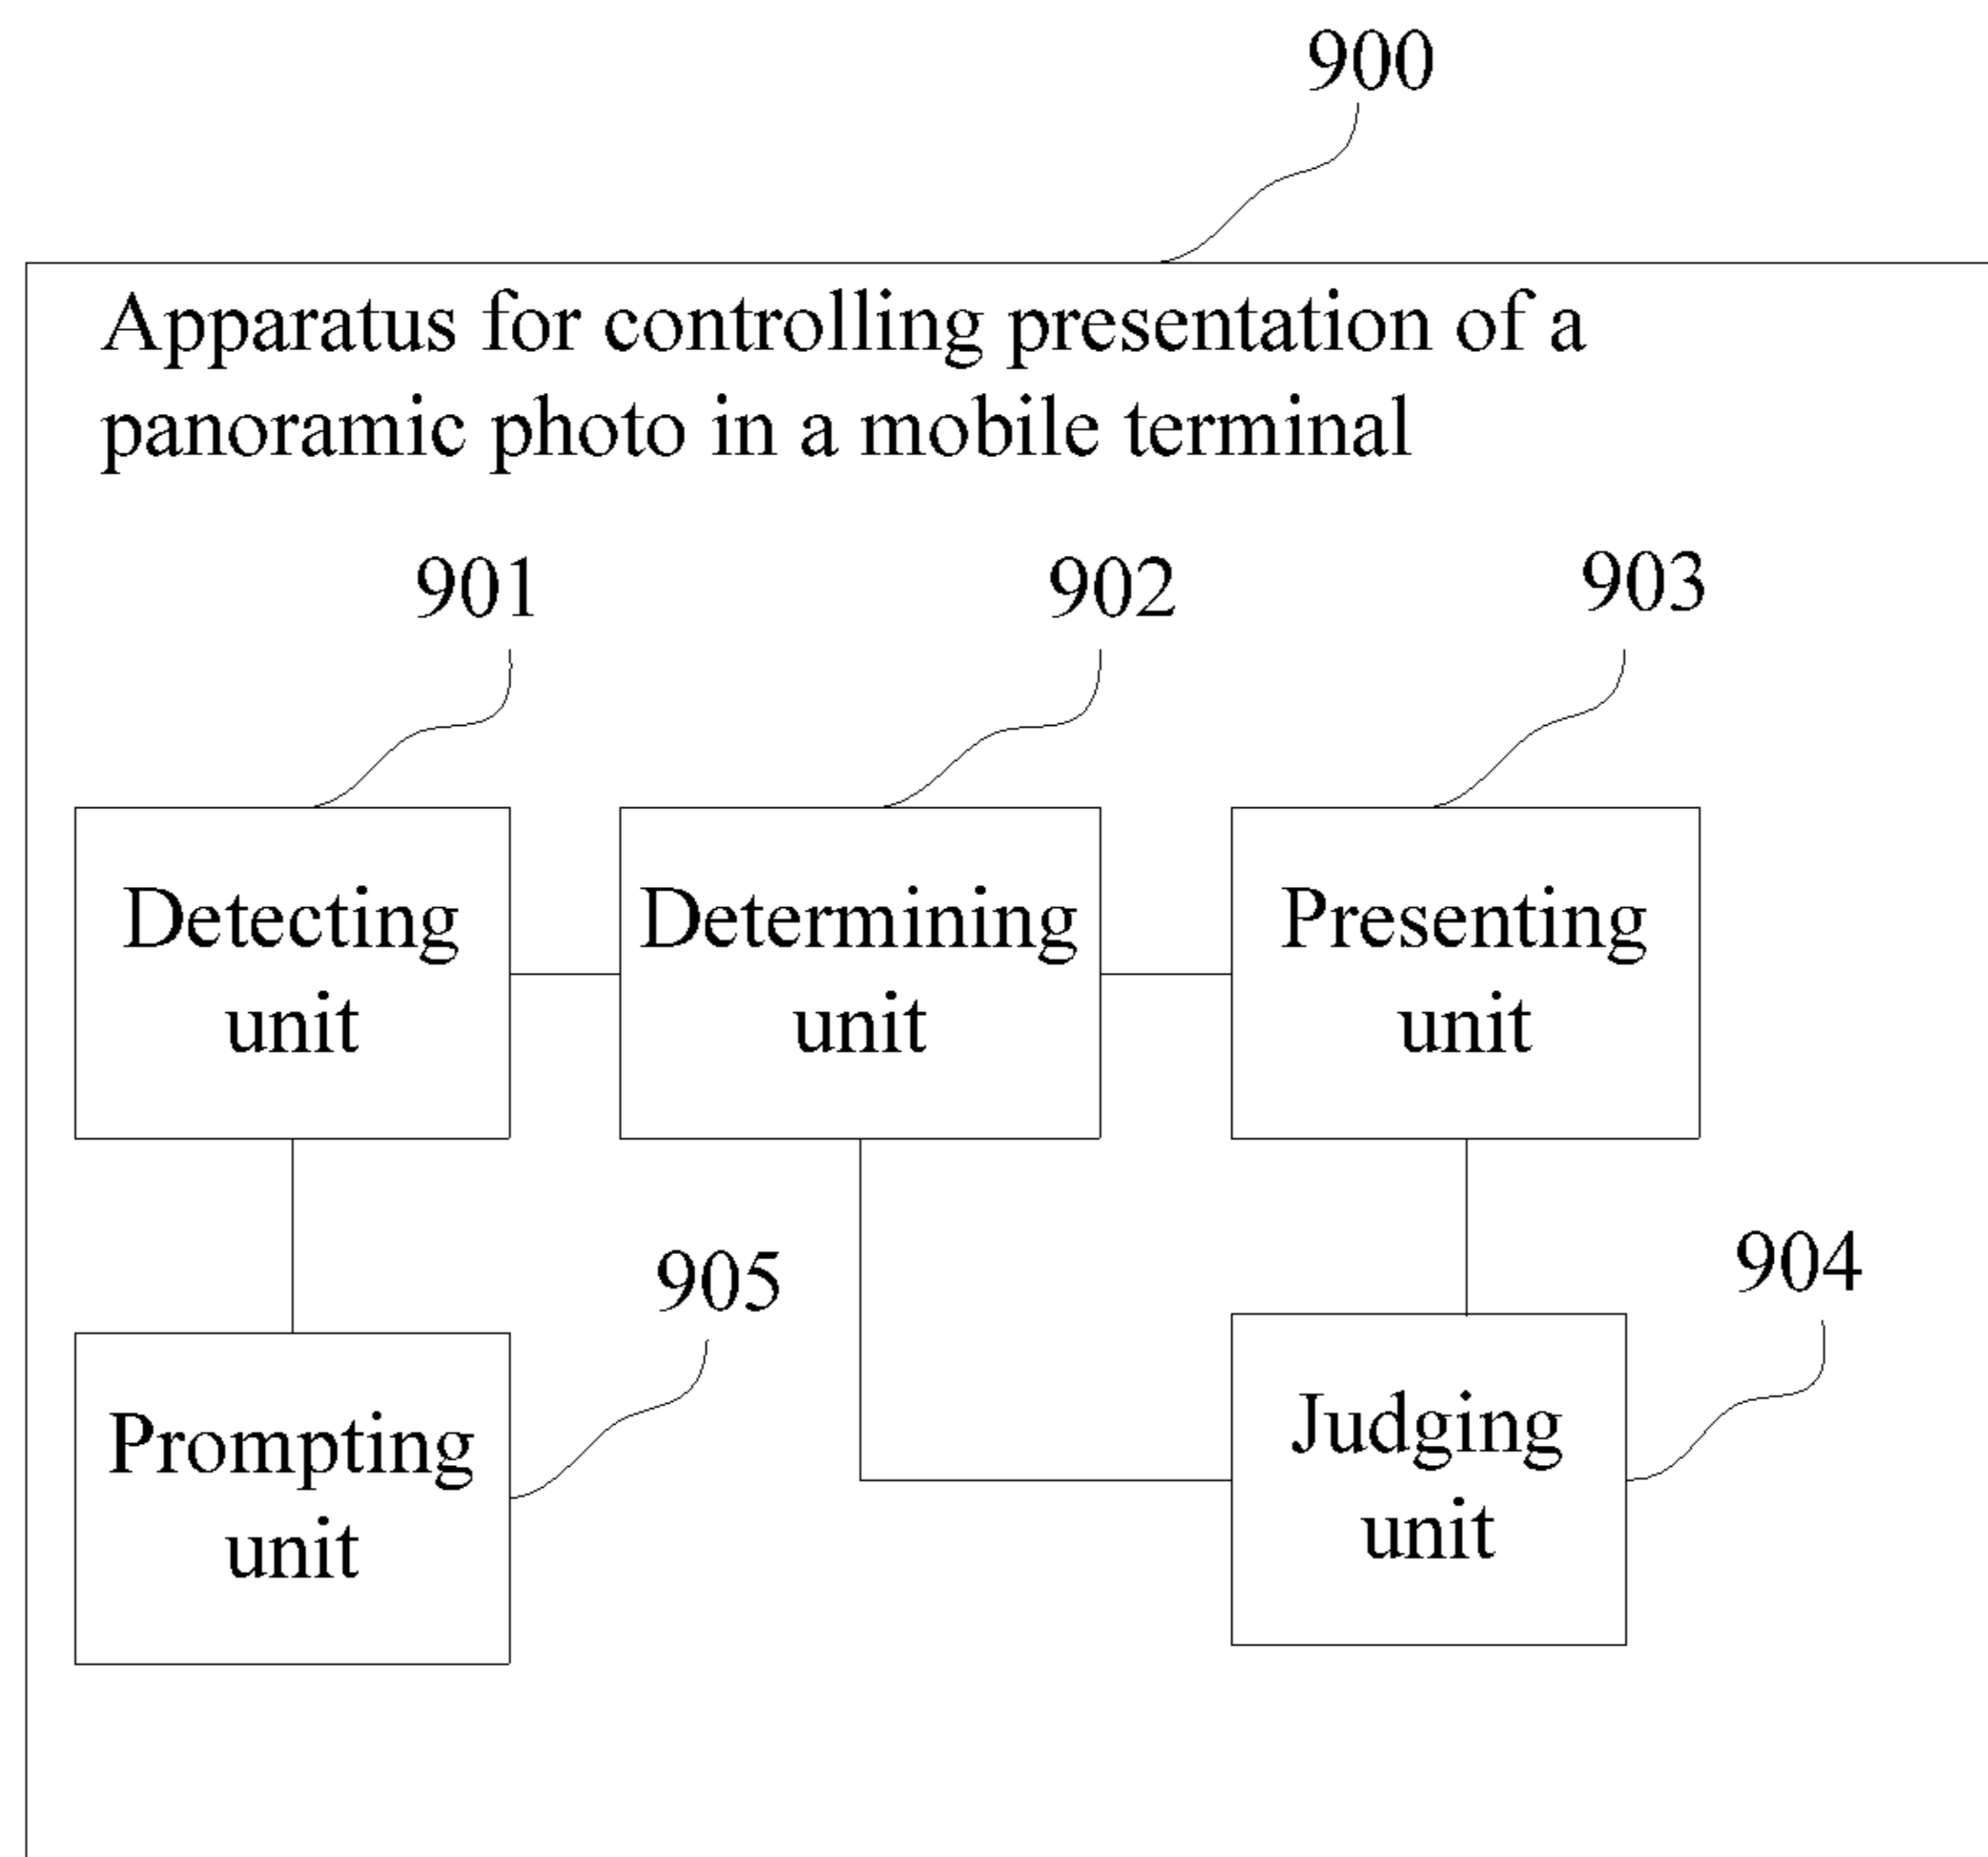 900
Apparatus for controlling presentation of a
panoramic photo in a mobile terminal
901
902
903
Detecting
unit
Determining
unit
Presenting
unit
905
904
Prompting
unit
Judging
unit